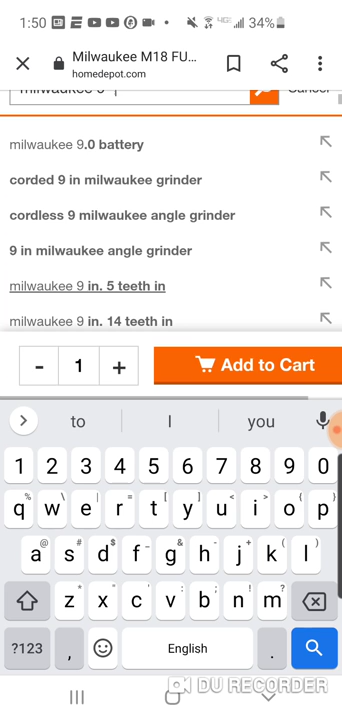 1:50
34%
Milwaukee M18 FU...
homedepot.com
milwaukee 9
Cancel
milwaukee 9.0 battery
corded 9 in milwaukee grinder
cordless 9 milwaukee angle grinder
9 in milwaukee angle grinder
milwaukee 9 in. 5 teeth in
milwaukee 9 in. 14 teeth in
- 1 +
Add to Cart
to I you
1 2 3 4 5 6 7 8 9 0
% \ | = [ ] < > { }
q w e r t y u i o p
@ # $ _ & - + ( )
a s d f g h j k l
* " ' : ; ! ?
z x c v b n m
?123 , English .
DU RECORDER